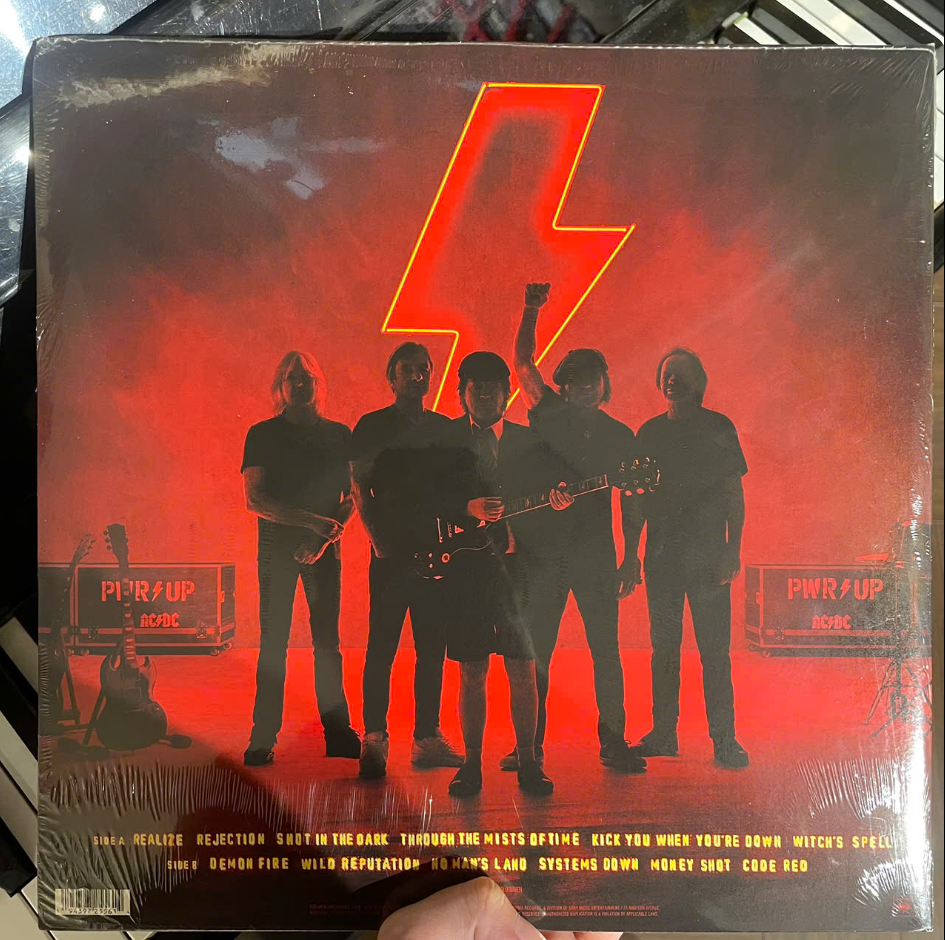 PWR UP
AC DC
PWR UP
AC DC
SIDE A REALIZE REJECTION SHOT IN THE DARK THROUGH THE MISTS OF TIME KICK YOU WHEN YOU'RE DOWN WITCH'S SPELL
SIDE B DEMON FIRE WILD REPUTATION NO MAN'S LAND SYSTEMS DOWN MONEY SHOT CODE RED